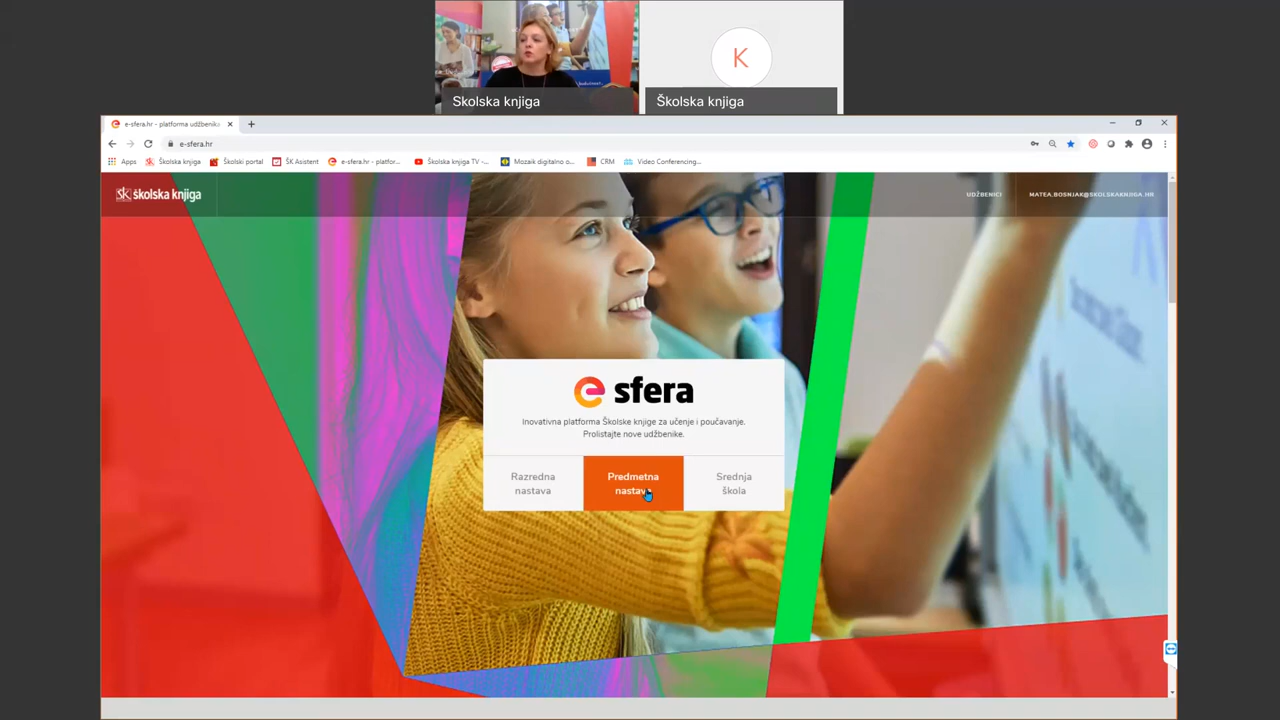 Skolska knjiga
K
Školska knjiga
e-sfera.hr - platforma udžbenik
e-sfera.hr
Apps
Školska knjiga
Školski portal
ŠK Asistent
e-sfera.hr - platfor...
Školska knjiga TV -...
Mozaik digitalno o...
CRM
Video Conferencing...
ŠK školska knjiga
UDŽBENICI
MATEA.BOSNJAK@SKOLSKAKNJIGA.HR
e sfera
Inovativna platforma Školske knjige za učenje i poučavanje.
Prolistajte nove udžbenike.
Razredna
nastava
Predmetna
nastava
Srednja
škola